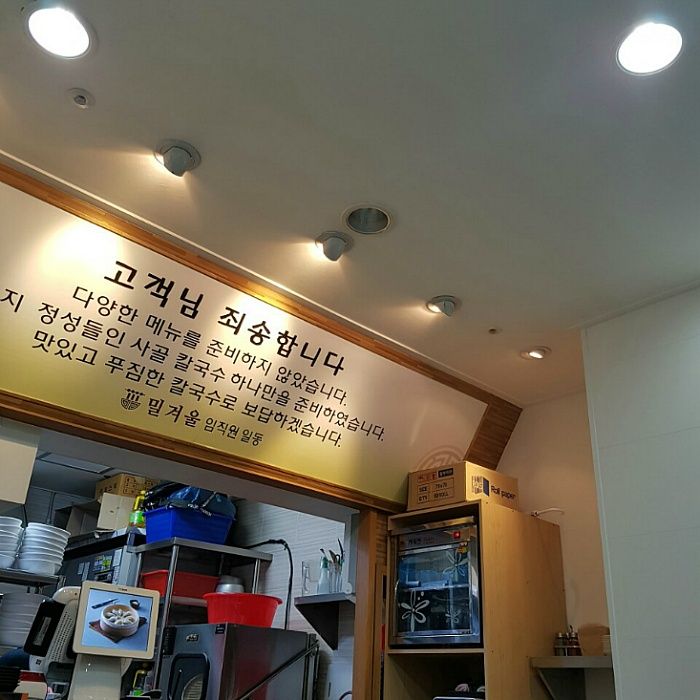 고객님 죄송합니다
다양한 메뉴를 준비하지 않았습니다.
지 정성들인 사골 칼국수 하나만을 준비하였습니다.
맛있고 푸짐한 칼국수로 보답하겠습니다.
밀겨울 임직원 일동
Roll paper